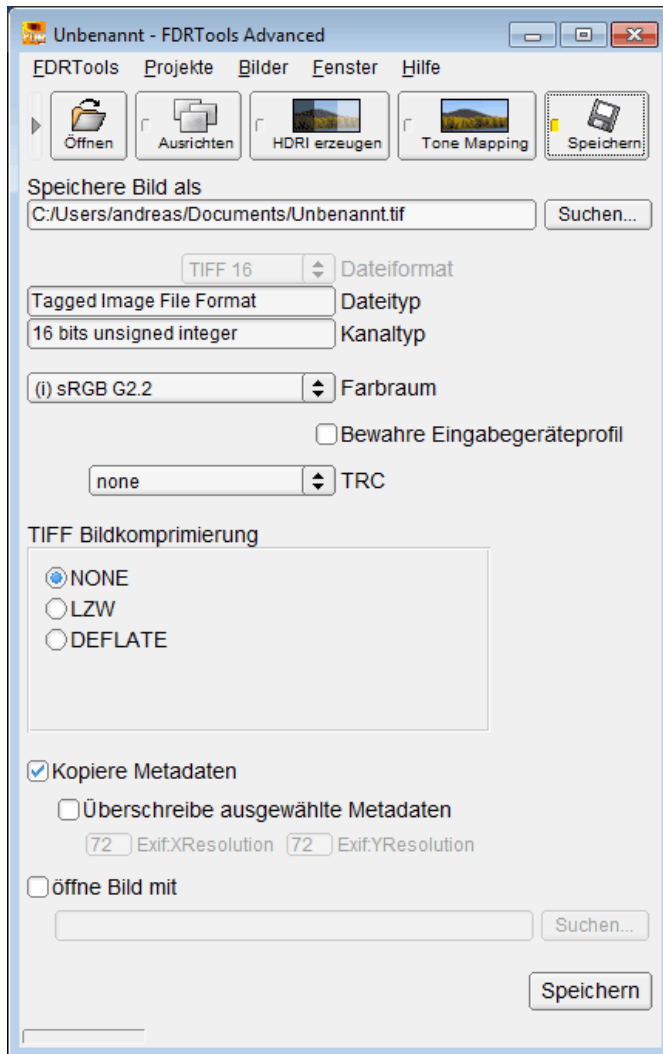 Unbenannt - FDRTools Advanced
FDRTools Projekte Bilder Fenster Hilfe
Öffnen Ausrichten HDRI erzeugen Tone Mapping Speichern
Speichere Bild als
C:/Users/andreas/Documents/Unbenannt.tif Suchen...
TIFF 16 Dateiformat
Tagged Image File Format Dateityp
16 bits unsigned integer Kanaltyp
(i) sRGB G2.2 Farbraum
Bewahre Eingabegeräteprofil
none TRC
TIFF Bildkomprimierung
NONE
LZW
DEFLATE
Kopiere Metadaten
Überschreibe ausgewählte Metadaten
72 Exif:XResolution 72 Exif:YResolution
öffne Bild mit
Suchen...
Speichern